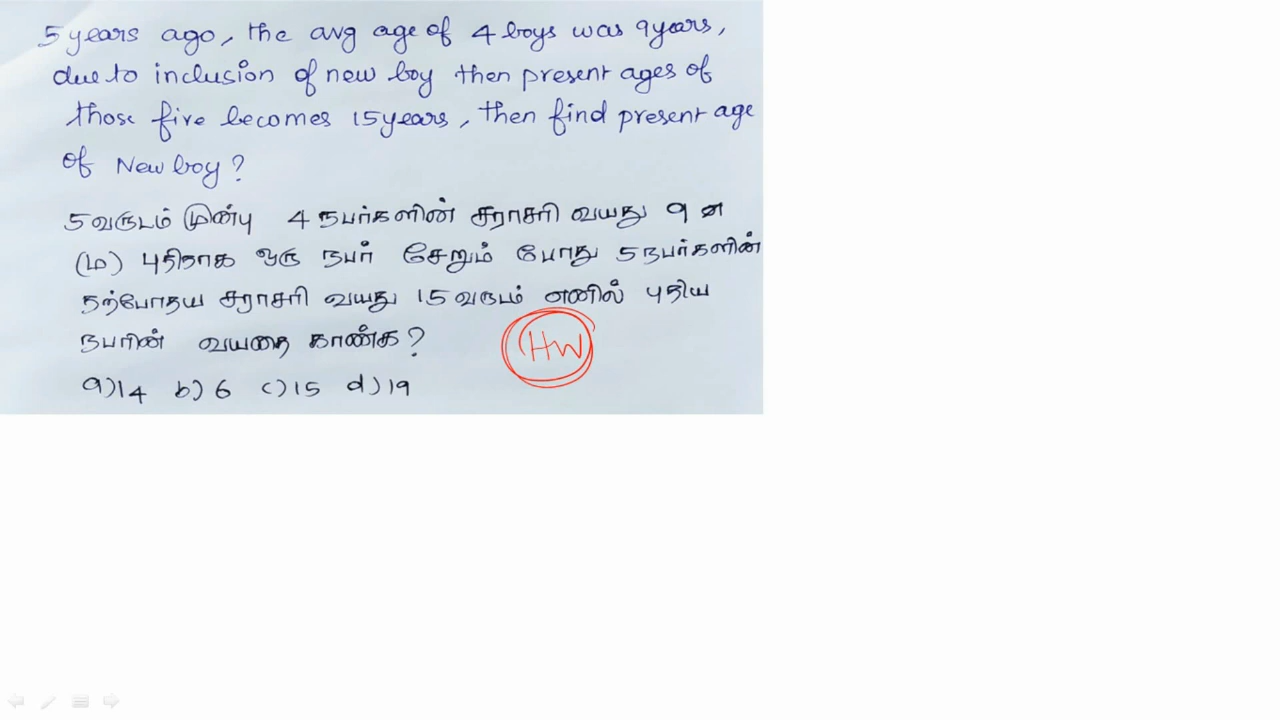 5 years ago, the avg age of 4 boys was 9 years,
due to inclusion of new boy then present ages of
those five becomes 15 years, then find present age
of New boy?
5 வருடம் முன்பு 4 நபர்களின் சராசரி வயது 9
(ம) புதிதாக ஒரு நபர் சேறும் போது 5 நபர்களின்
தற்போதய சராசரி வயது 15 வருடம் எனில் புதிய
நபரின் வயதை காண்க?
HW
a) 14 b) 6 c) 15 d) 19